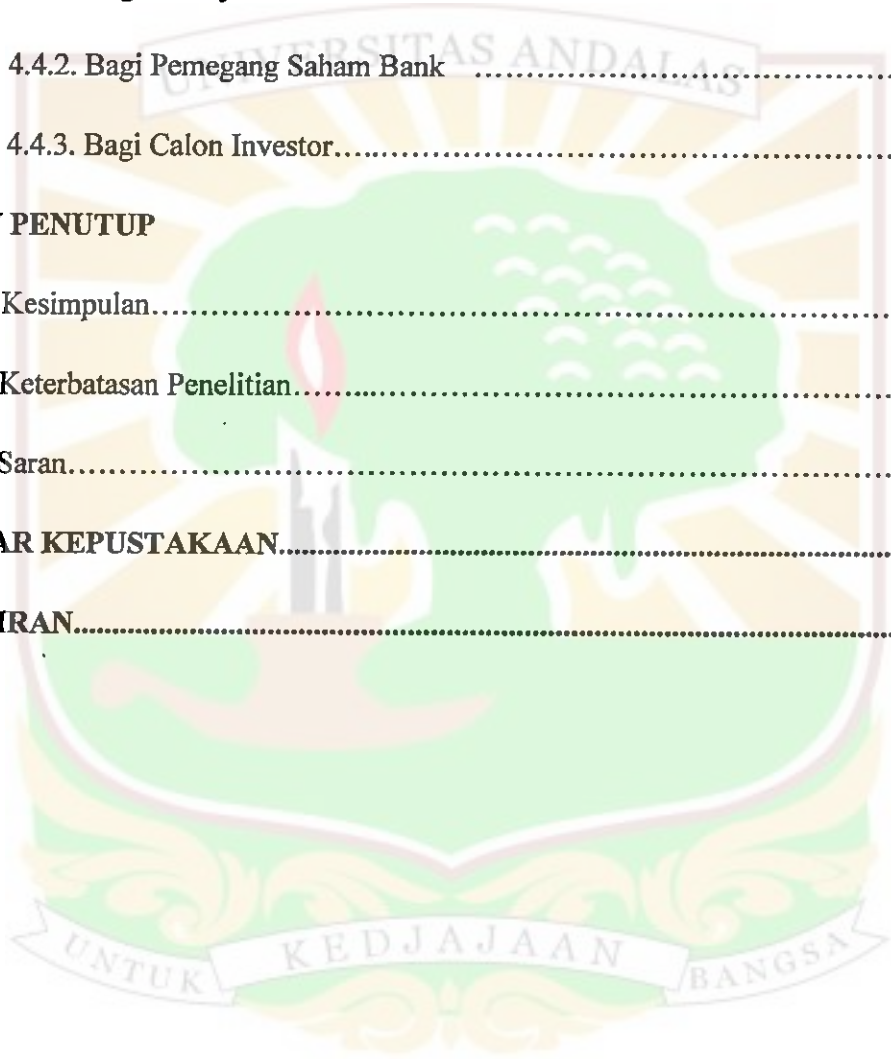 UNIVERSITAS ANDALAS
4.4.2. Bagi Pemegang Saham Bank ........................................
4.4.3. Bagi Calon Investor........................................................
PENUTUP
Kesimpulan...............................................................................
Keterbatasan Penelitian............................................................
Saran........................................................................................
AR KEPUSTAKAAN................................................................
IRAN........................................................................................
UNTUK KEDJAJAAN BANGSA